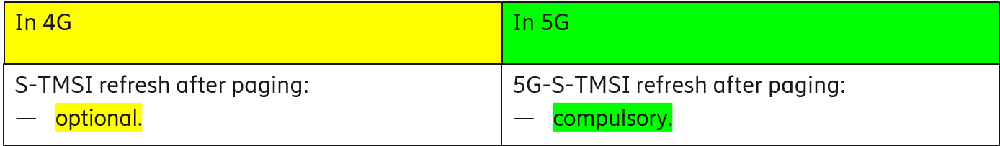 In 4G
In 5G
S-TMSI refresh after paging:
— optional.
5G-S-TMSI refresh after paging:
— compulsory.